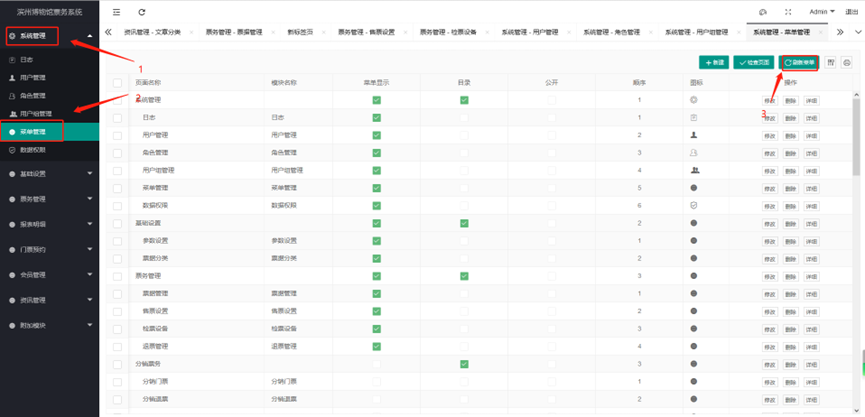 滨州博物馆票务系统
Admin
退出
系统管理
日志
用户管理
角色管理
用户组管理
菜单管理
数据权限
基础设置
票务管理
报表明细
门票预约
会员管理
资讯管理
附加模块
1
2
3
资讯管理 - 文章分类
票务管理 - 票据管理
新标签页
票务管理 - 售票设置
票务管理 - 检票设备
系统管理 - 用户管理
系统管理 - 角色管理
系统管理 - 用户组管理
系统管理 - 菜单管理
新建
检查页面
刷新菜单
页面名称 模块名称 菜单显示 目录 公开 顺序 图标 操作
系统管理 1 修改 删除 详细
日志 日志 1 修改 删除 详细
用户管理 用户管理 2 修改 删除 详细
角色管理 角色管理 3 修改 删除 详细
用户组管理 用户组管理 4 修改 删除 详细
菜单管理 菜单管理 5 修改 删除 详细
数据权限 数据权限 6 修改 删除 详细
基础设置 2 修改 删除 详细
参数设置 参数设置 1 修改 删除 详细
票据分类 票据分类 2 修改 删除 详细
票务管理 3 修改 删除 详细
票据管理 票据管理 1 修改 删除 详细
售票设置 售票设置 2 修改 删除 详细
检票设备 检票设备 3 修改 删除 详细
退票管理 退票管理 4 修改 删除 详细
分销票务 3 修改 删除 详细
分销门票 分销门票 1 修改 删除 详细
分销退票 分销退票 2 修改 删除 详细